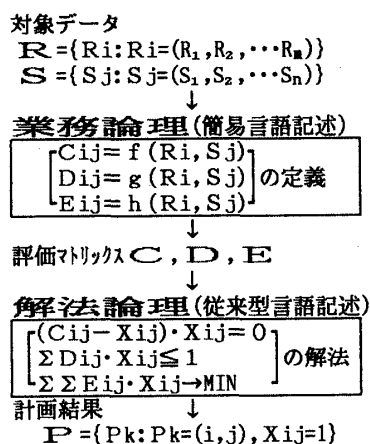 対象データ
R={Ri:Ri=(R₁,R₂,···Rm)}
S={Sj:Sj=(S₁,S₂,···Sn)}
↓
業務論理(簡易言語記述)
Cij=f(Ri,Sj)
Dij=g(Ri,Sj)の定義
Eij=h(Ri,Sj)
↓
評価マトリックスC,D,E
↓
解法論理(従来型言語記述)
(Cij-Xij)·Xij=0
ΣDij·Xij≦1 の解法
ΣΣEij·Xij→MIN
計画結果 ↓
P={Pk:Pk=(i,j),Xij=1}